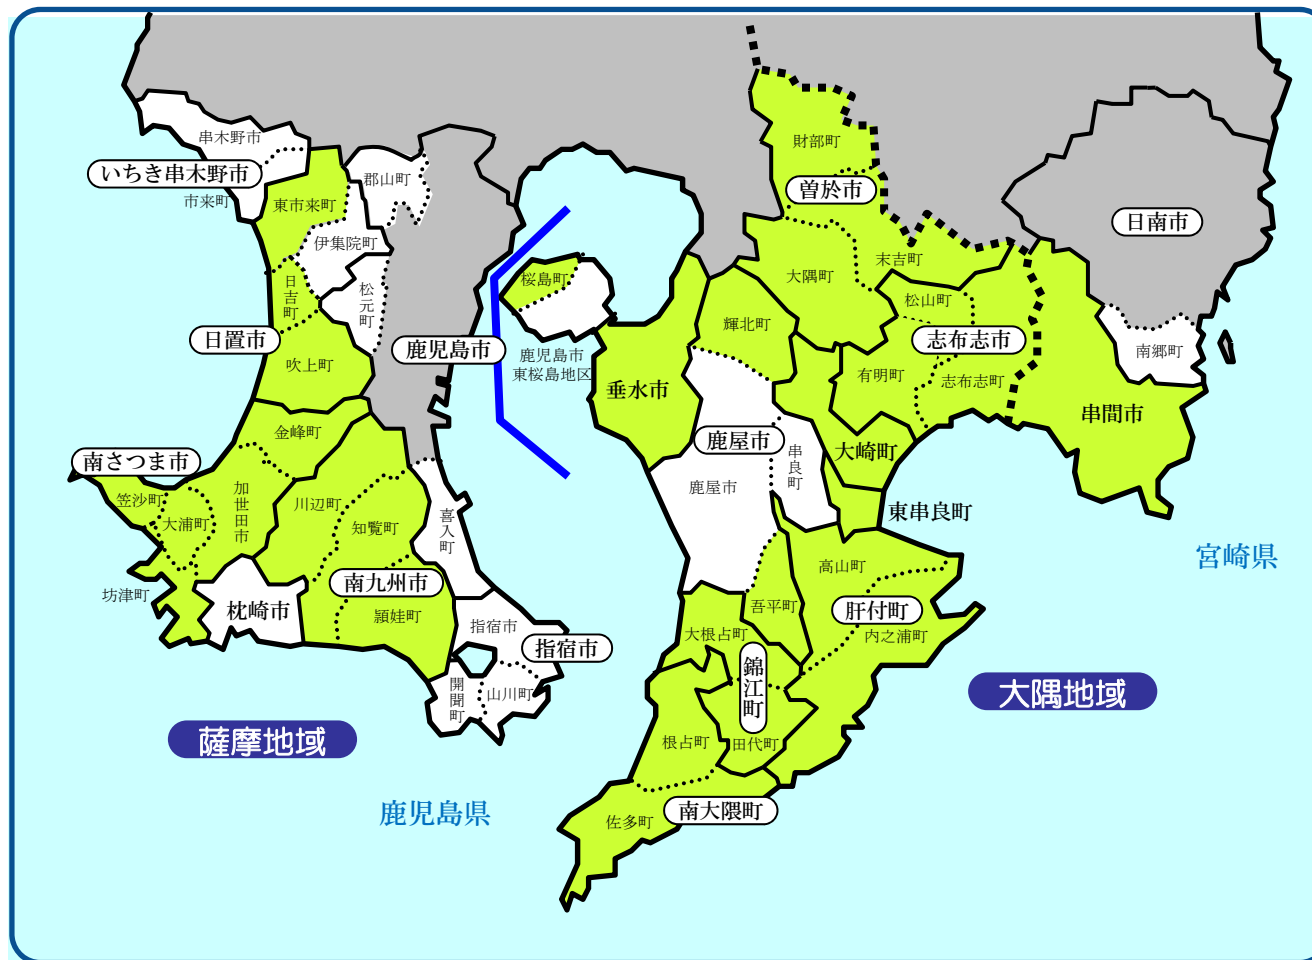 串木野市
いちき串木野市
市来町
東市来町
郡山町
伊集院町
日吉町
松元町
日置市
吹上町
鹿児島市
桜島町
鹿児島市
東桜島地区
財部町
曽於市
末吉町
大隅町
松山町
輝北町
志布志市
有明町
志布志町
垂水市
日南市
南郷町
串間市
大崎町
鹿屋市
串良町
鹿屋市
東串良町
宮崎県
金峰町
南さつま市
笠沙町
大浦町
加世田市
川辺町
知覧町
喜入町
坊津町
枕崎市
南九州市
頴娃町
指宿市
指宿市
開聞町
山川町
高山町
吾平町
肝付町
内之浦町
大根占町
錦江町
大隅地域
薩摩地域
根占町
田代町
鹿児島県
南大隈町
佐多町